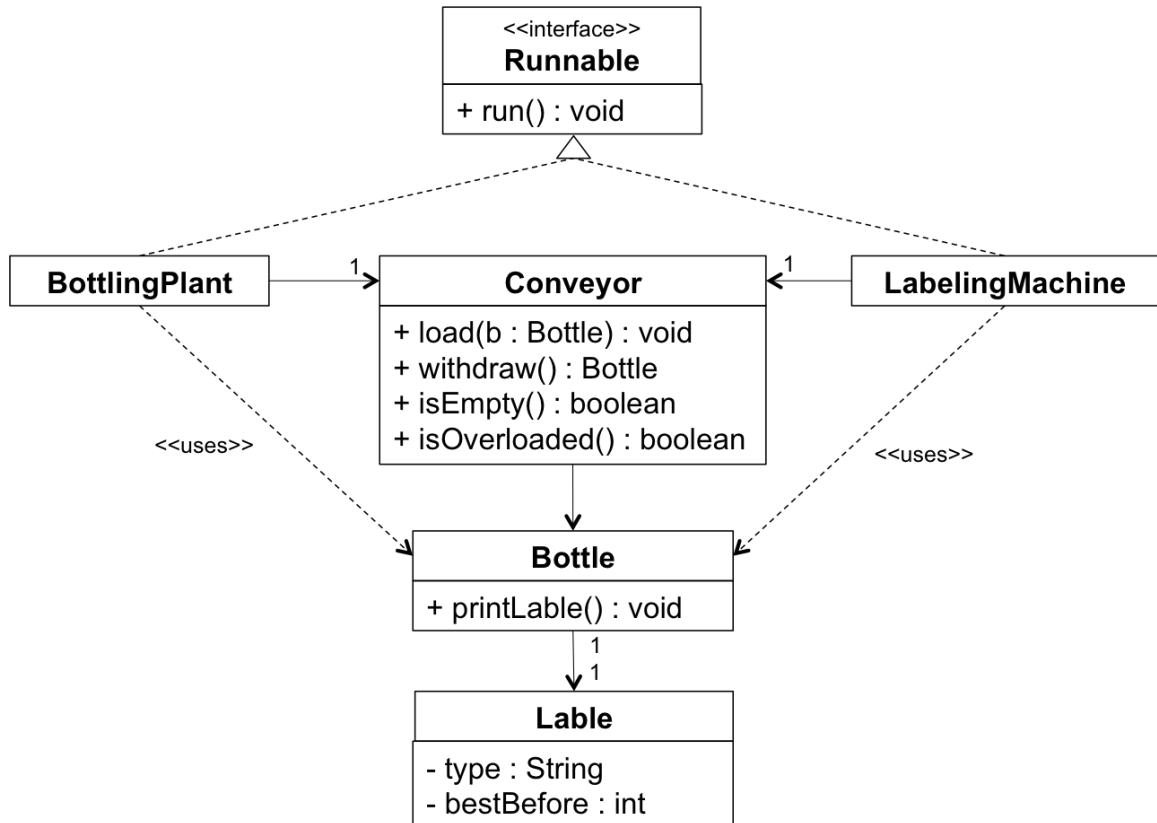 <<interface>>
Runnable
+ run() : void
BottlingPlant
1
Conveyor
1
LabelingMachine
+ load(b : Bottle) : void
+ withdraw() : Bottle
+ isEmpty() : boolean
+ isOverloaded() : boolean
<<uses>>
<<uses>>
Bottle
+ printLable() : void
1
1
Lable
- type : String
- bestBefore : int